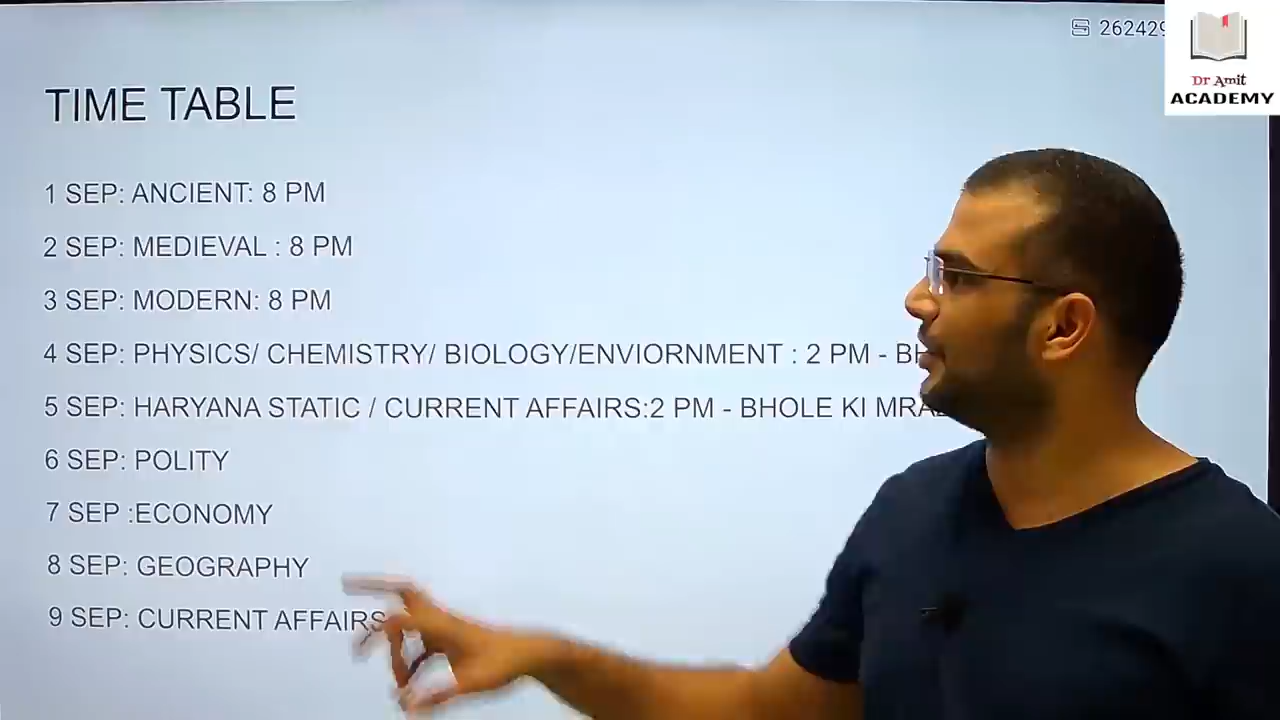 262429
Dr Amit
ACADEMY
TIME TABLE
1 SEP: ANCIENT: 8 PM
2 SEP: MEDIEVAL : 8 PM
3 SEP: MODERN: 8 PM
4 SEP: PHYSICS/ CHEMISTRY/ BIOLOGY/ENVIORNMENT : 2 PM -
5 SEP: HARYANA STATIC / CURRENT AFFAIRS:2 PM - BHOLE KI
6 SEP: POLITY
7 SEP :ECONOMY
8 SEP: GEOGRAPHY
9 SEP: CURRENT AFFAIRS